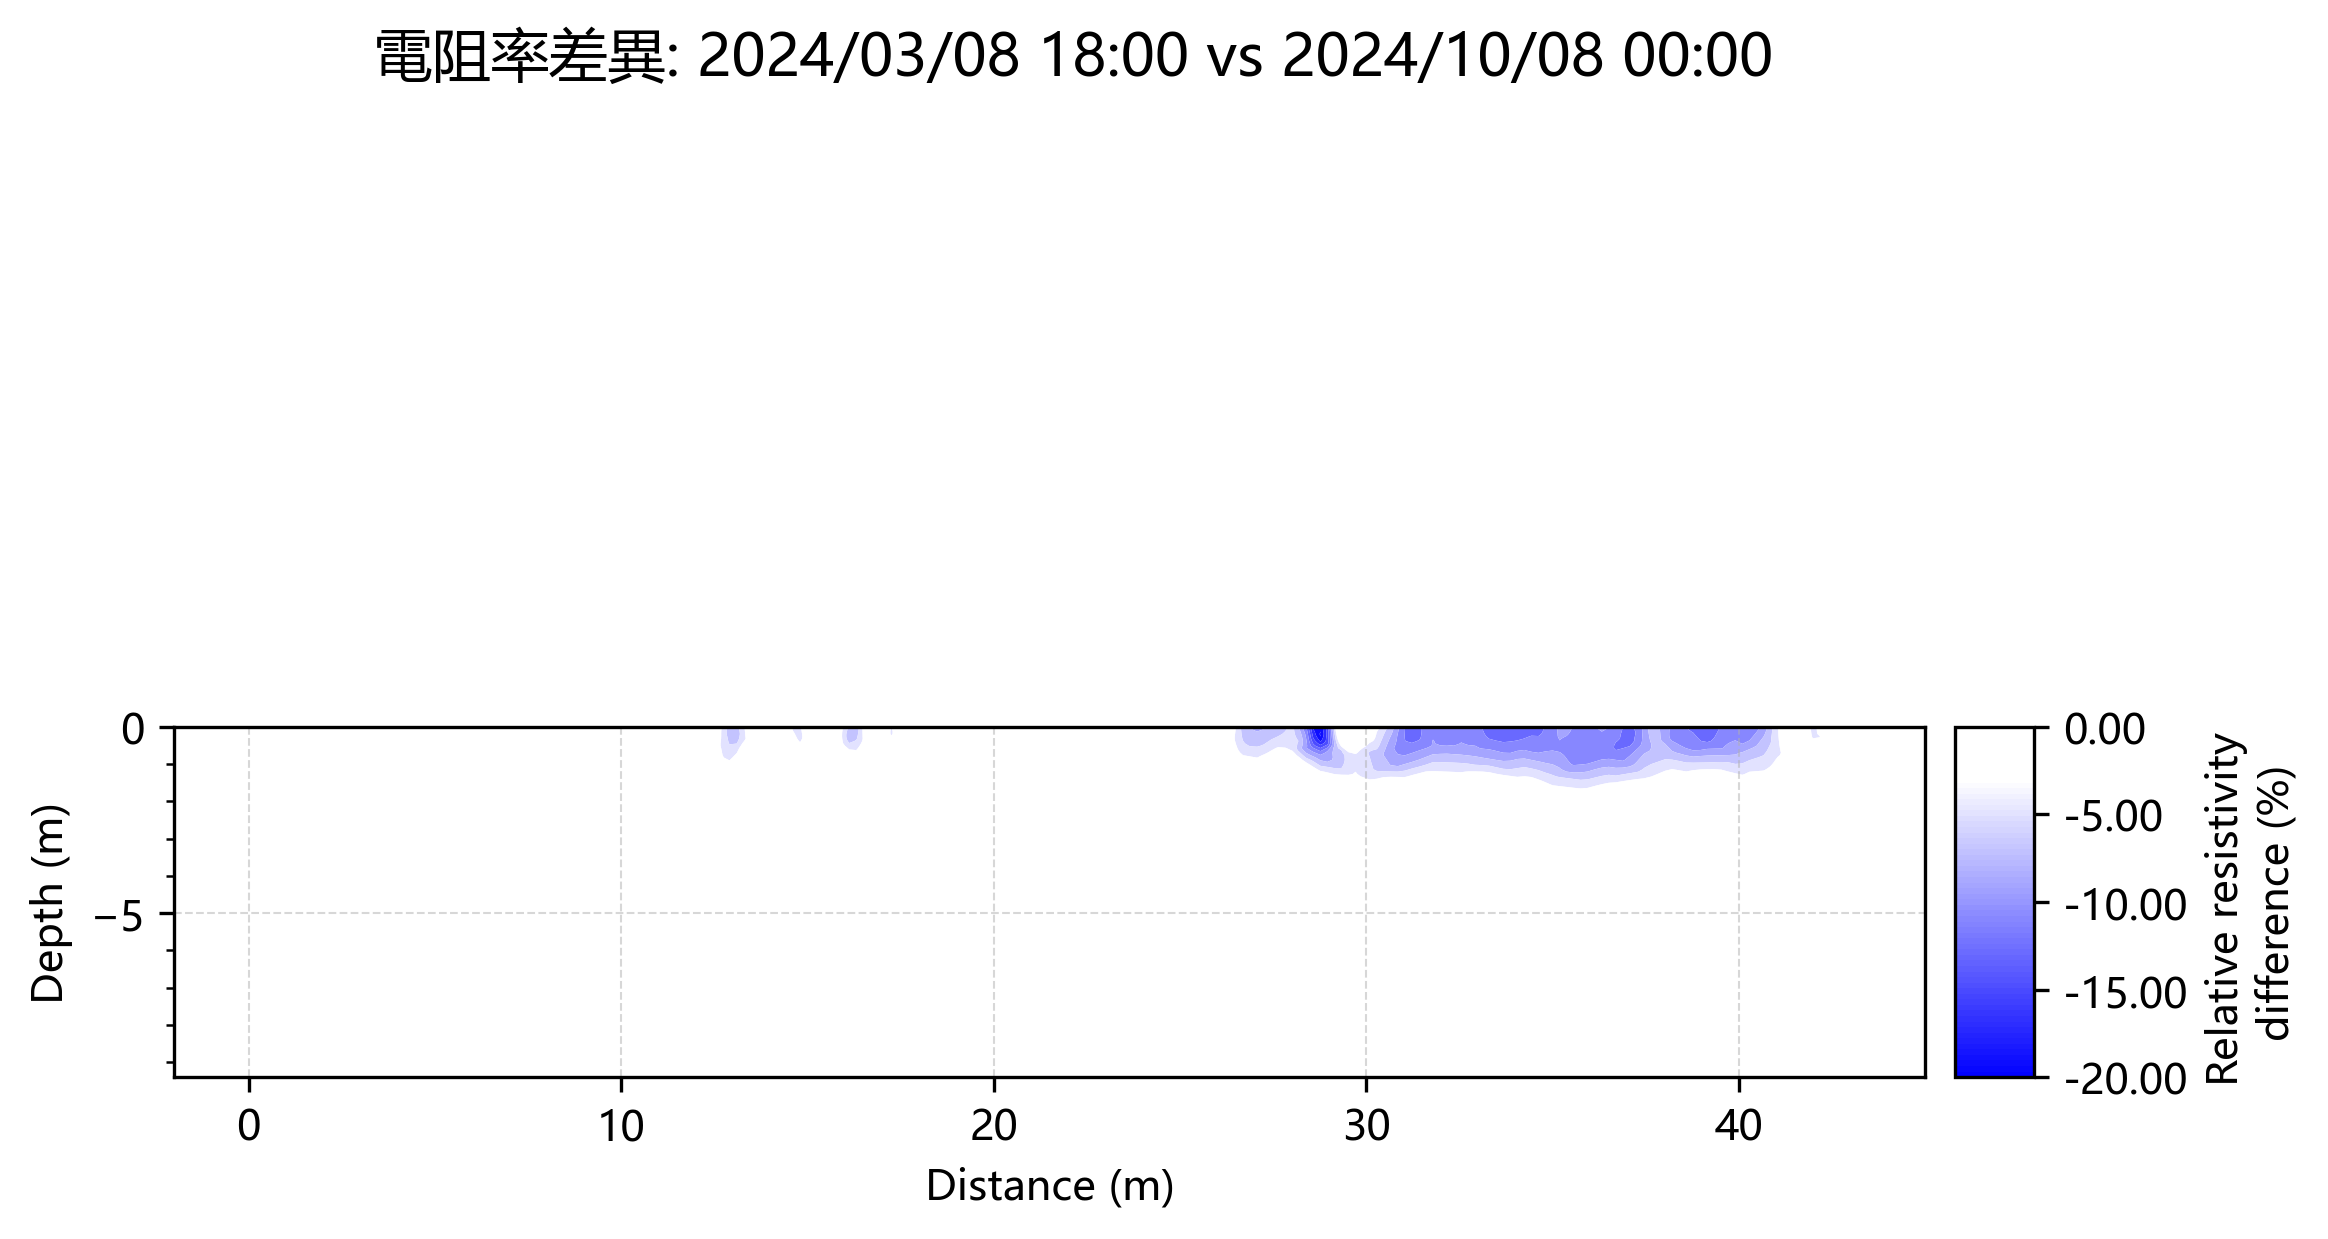 電阻率差異: 2024/03/08 18:00 vs 2024/10/08 00:00
0
−5
Depth (m)
0
10
20
30
40
Distance (m)
0.00
-5.00
-10.00
-15.00
-20.00
Relative resistivity
difference (%)